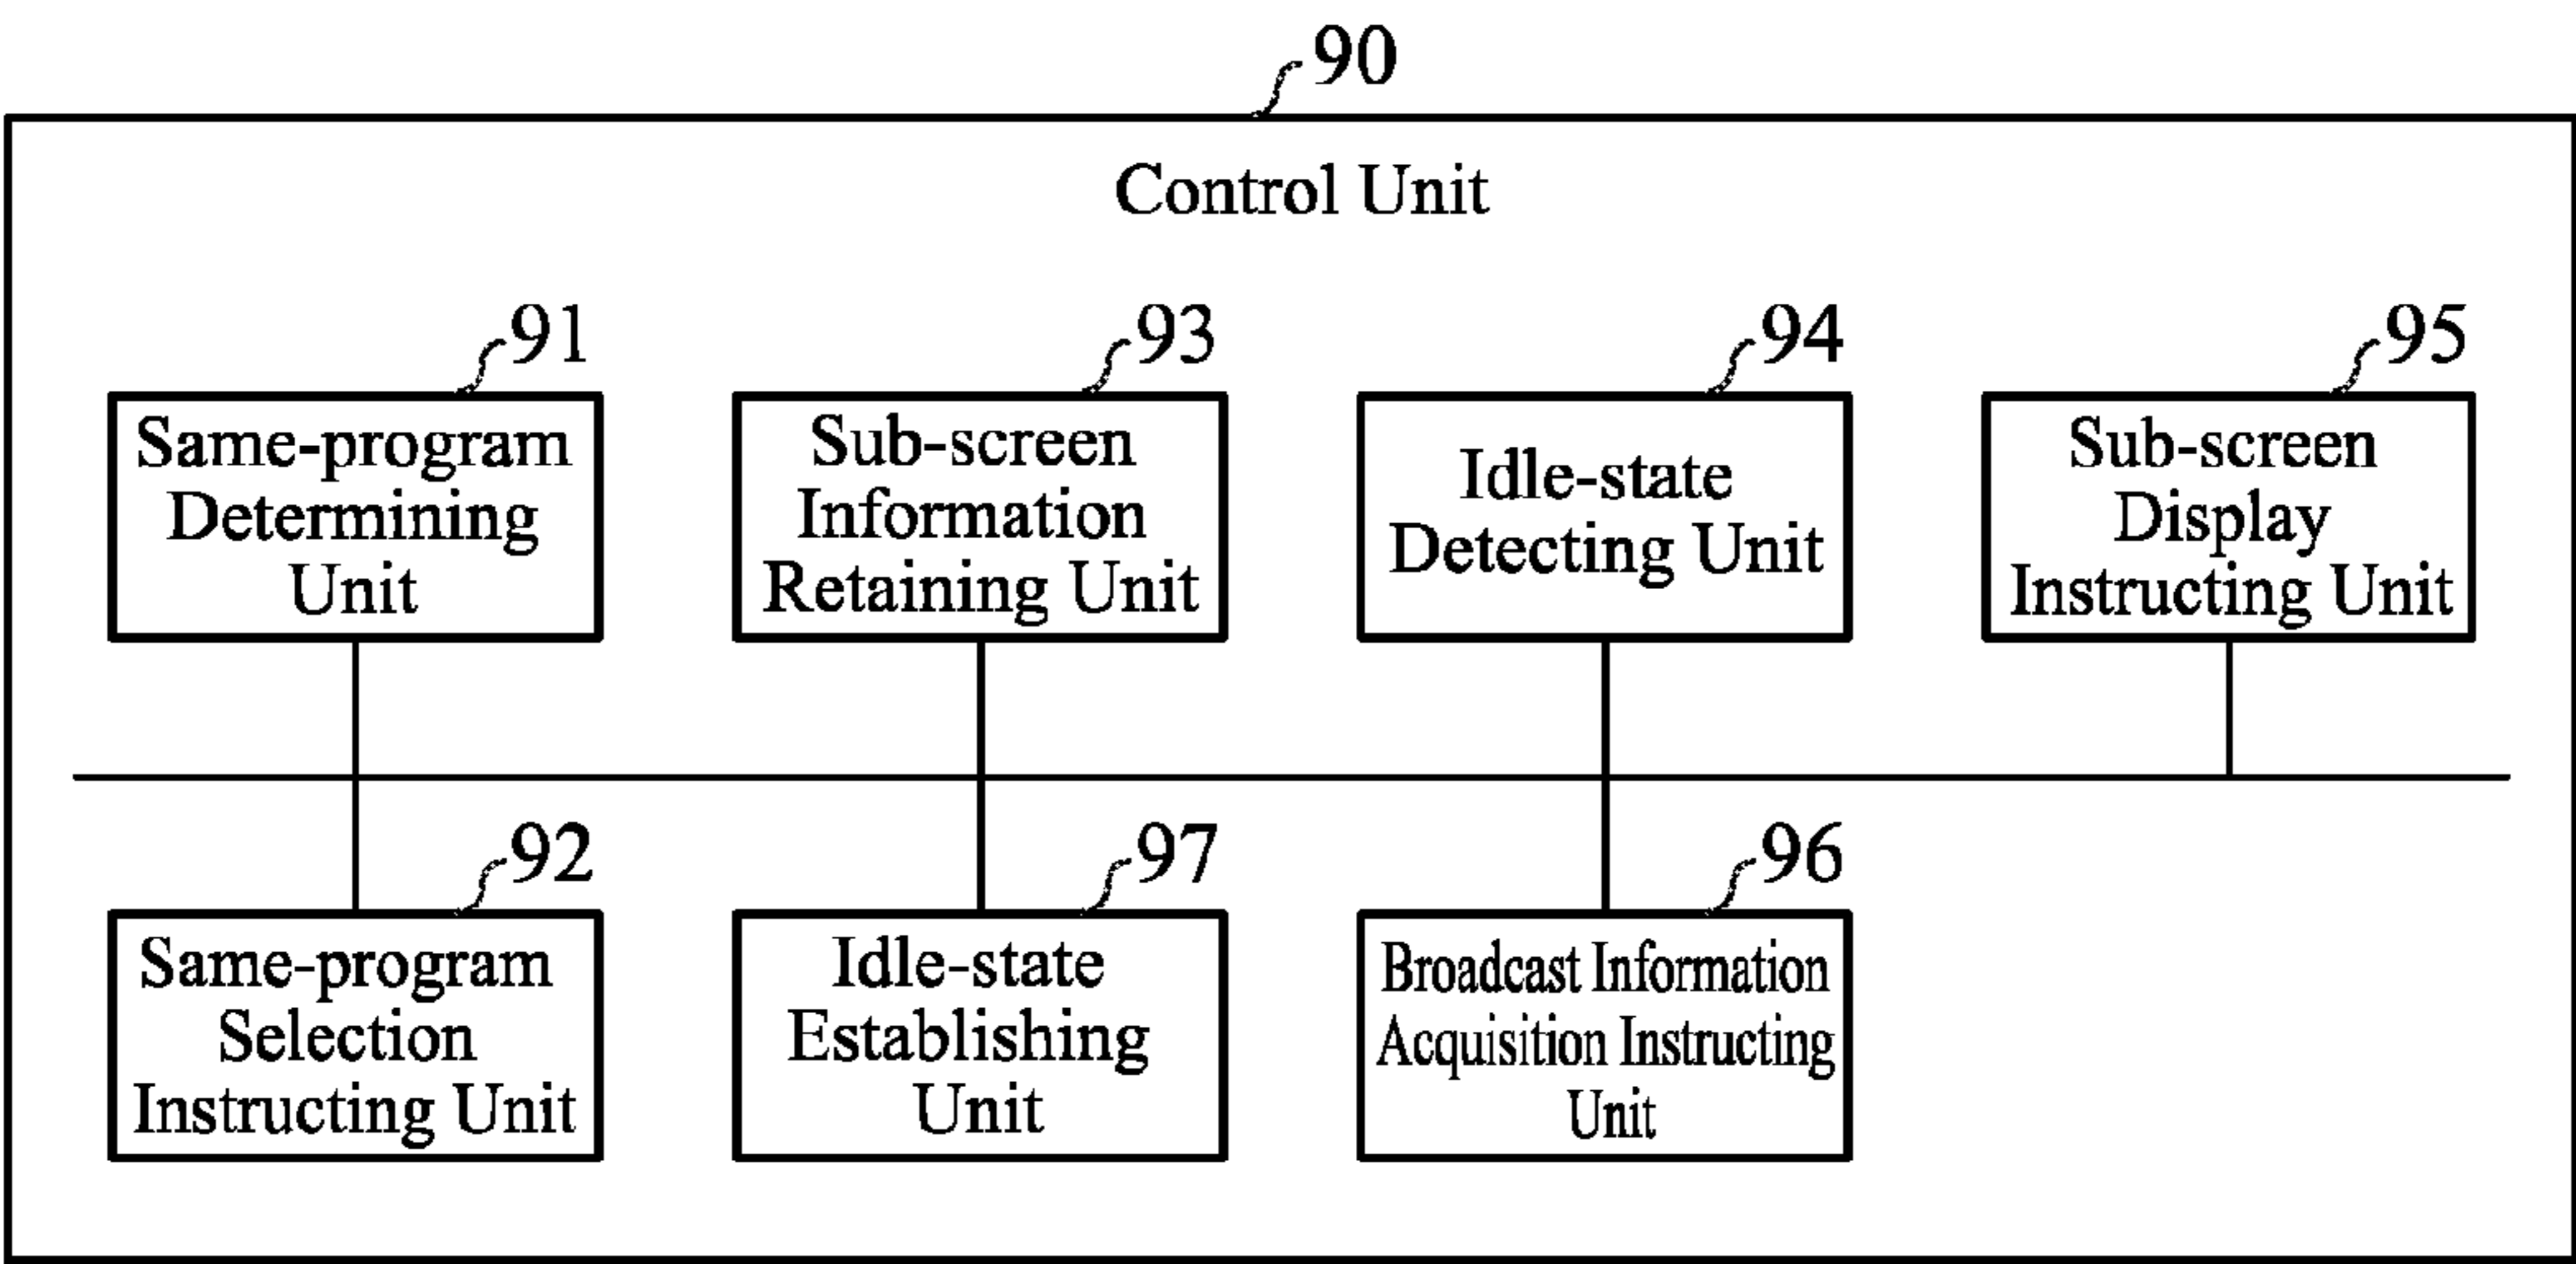 90
Control Unit
91
Same-program
Determining
Unit
93
Sub-screen
Information
Retaining Unit
94
Idle-state
Detecting Unit
95
Sub-screen
Display
Instructing Unit
92
Same-program
Selection
Instructing Unit
97
Idle-state
Establishing
Unit
96
Broadcast Information
Acquisition Instructing
Unit